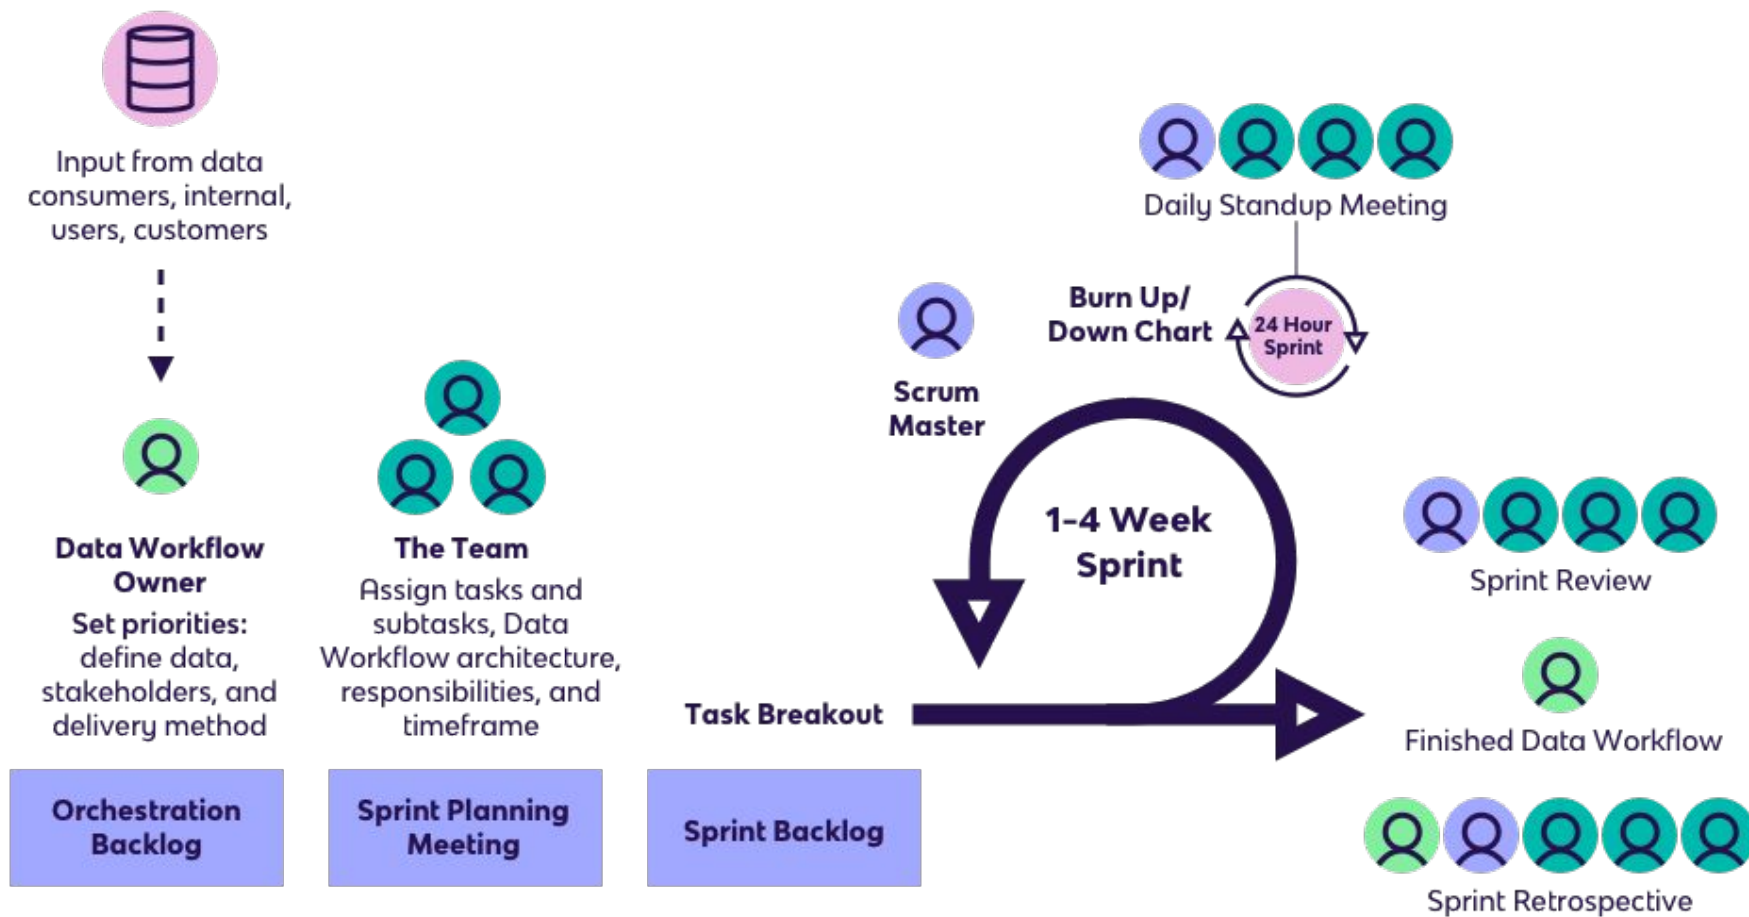 Input from data
consumers, internal,
users, customers
Data Workflow
Owner
Set priorities:
define data,
stakeholders, and
delivery method
Orchestration
Backlog
The Team
Assign tasks and
subtasks, Data
Workflow architecture,
responsibilities, and
timeframe
Sprint Planning
Meeting
Task Breakout
Sprint Backlog
Scrum
Master
1-4 Week
Sprint
Daily Standup Meeting
Burn Up/
Down Chart
24 Hour
Sprint
Sprint Review
Finished Data Workflow
Sprint Retrospective